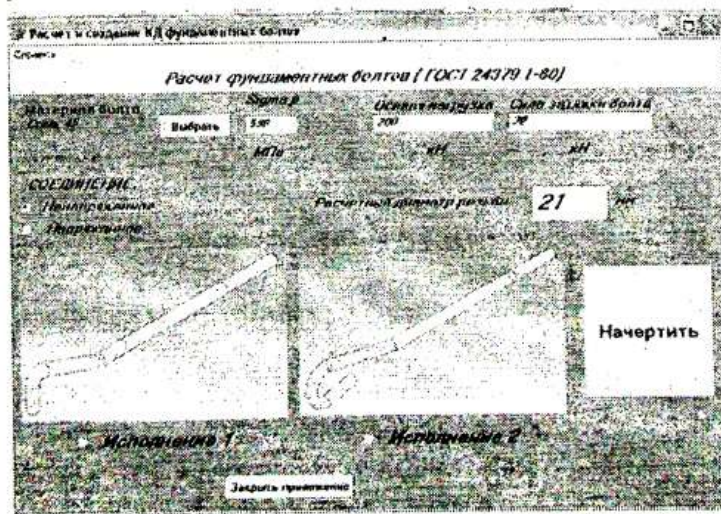 Расчет и создание КД фундаментных болтов
Справка
Расчет фундаментных болтов ( ГОСТ 24379.1-80)
Материал болта
Сталь 45
Выбрать
Sigma p
МПа
Осевая нагрузка
200
кН
Сила затяжки болта
кН
СОЕДИНЕНИЕ
Ненапряженное
Напряженное
Расчетный диаметр резьбы
21
мм
Начертить
Исполнение 1
Исполнение 2
Закрыть приложение